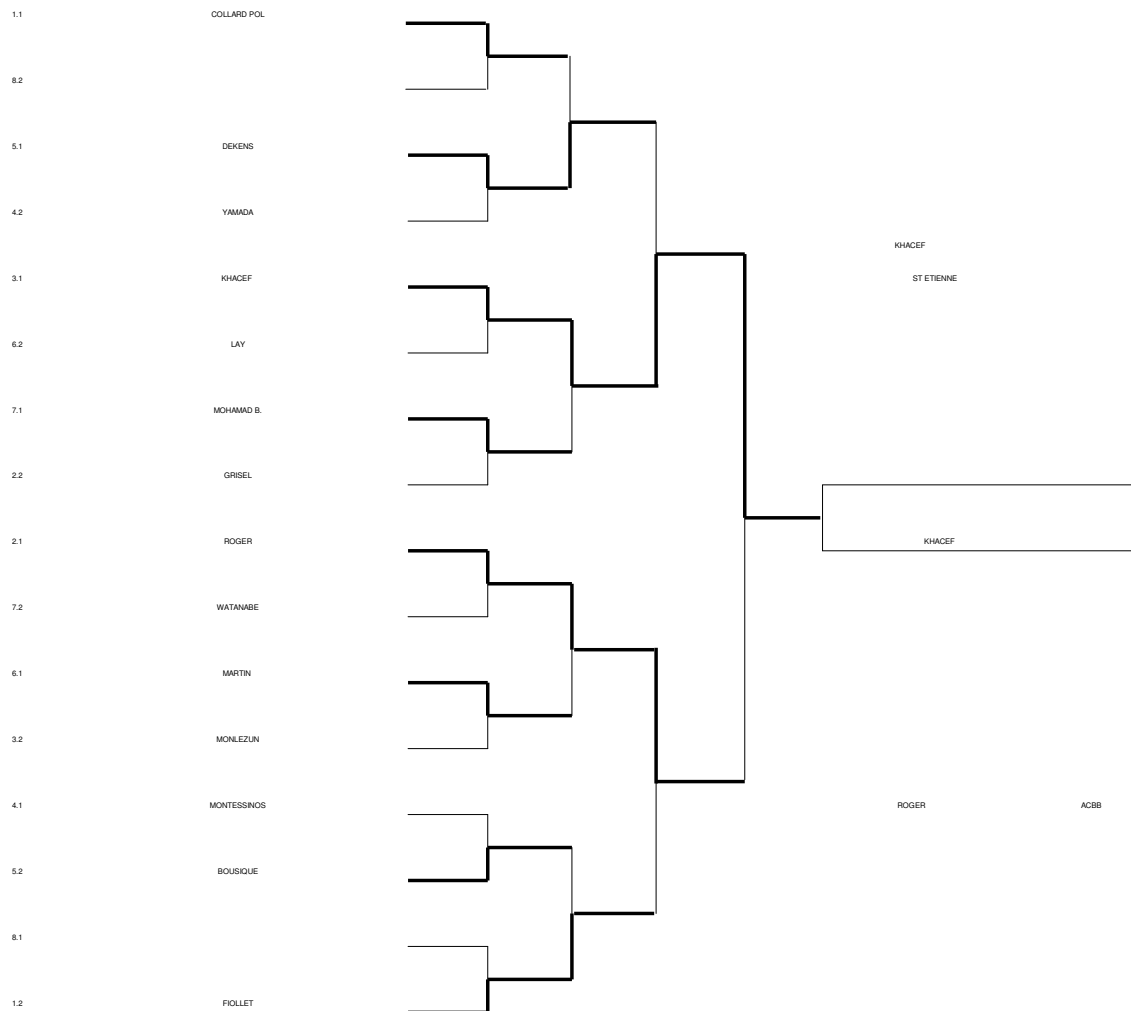 1.1 COLLARD POL
8.2
5.1 DEKENS
4.2 YAMADA
KHACEF
3.1 KHACEF ST ETIENNE
6.2 LAY
7.1 MOHAMAD B.
2.2 GRISEL
2.1 ROGER KHACEF
7.2 WATANABE
6.1 MARTIN
3.2 MONLEZUN
4.1 MONTESSINOS ROGER ACBB
5.2 BOUSIQUE
8.1
1.2 FIOLLET